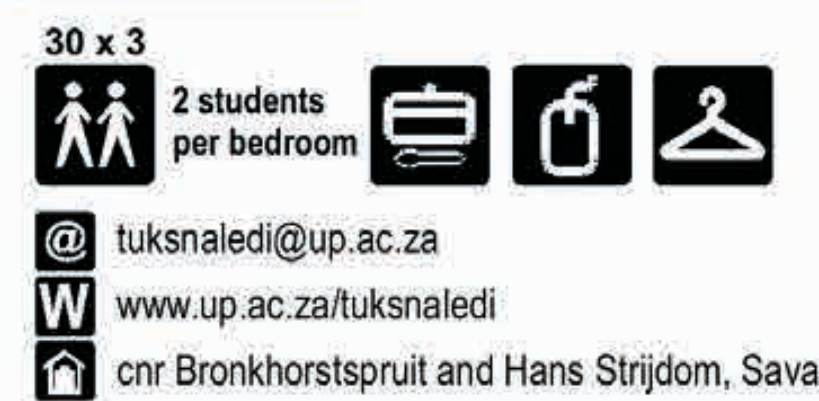 30 x 3
2 students
per bedroom
@ tuksnaledi@up.ac.za
W www.up.ac.za/tuksnaledi
cnr Bronkhorstspruit and Hans Strijdom, Sava